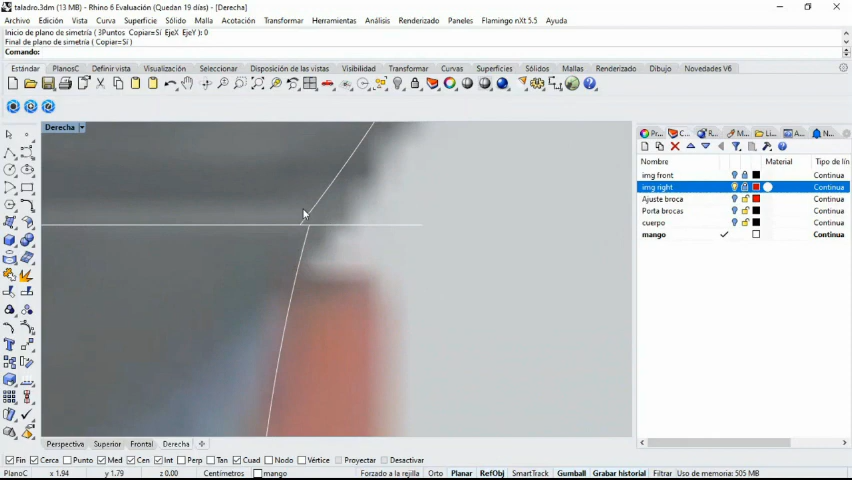 taladro.3dm (13 MB) - Rhino 6 Evaluación (Quedan 19 días) - [Derecha]
Archivo Edición Vista Curva Superficie Sólido Malla Acotación Transformar Herramientas Análisis Renderizado Paneles Flamingo nXt 5.5 Ayuda
Inicio de plano de simetría ( 3Puntos Copiar=Sí EjeX EjeY ): 0
Final de plano de simetría ( Copiar=Sí )
Comando:
Estándar PlanosC Definir vista Visualización Seleccionar Disposición de las vistas Visibilidad Transformar Curvas Superficies Sólidos Mallas Renderizado Dibujo Novedades V6
Derecha
Pr... C... R... M... Li... A... N...
Nombre Material Tipo de lín
img front Continua
img right Continua
Ajuste broca Continua
Porta brocas Continua
cuerpo Continua
mango Continua
Perspectiva Superior Frontal Derecha
Fin Cerca Punto Med Cen Int Perp Tan Cuad Nodo Vértice Proyectar Desactivar
PlanoC x 1.94 y 1.79 z 0.00 Centímetros mango Forzado a la rejilla Orto Planar RefObj SmartTrack Gumball Grabar historial Filtrar Uso de memoria: 505 MB